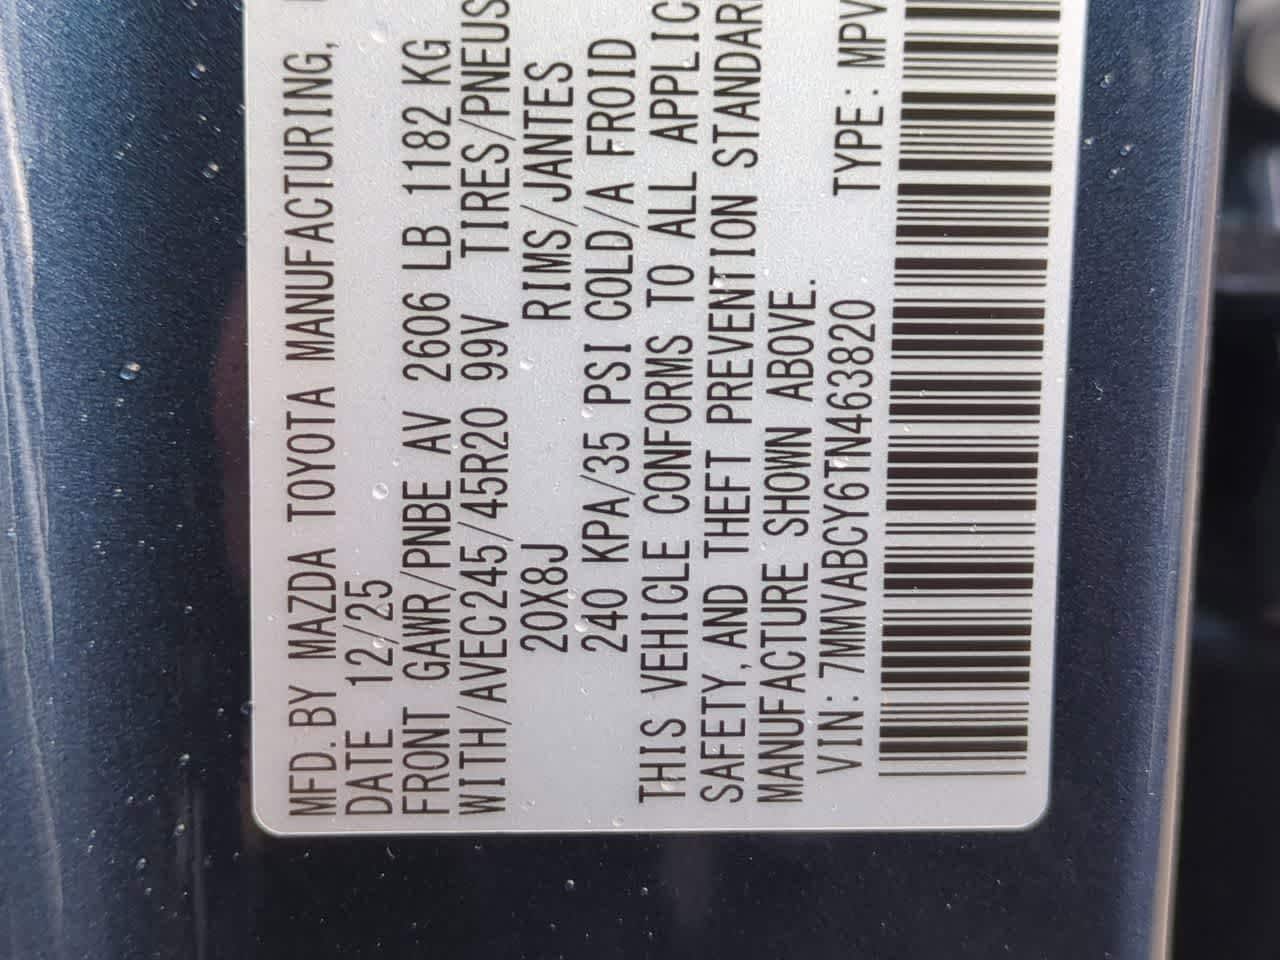 MFD. BY MAZDA TOYOTA MANUFACTURING,
DATE 12/25
FRONT GAWR/PNBE AV 2606 LB 1182 KG
WITH/AVEC245/45R20 99V TIRES/PNEUS
20X8J RIMS/JANTES
240 KPA/35 PSI COLD/A FROID
THIS VEHICLE CONFORMS TO ALL APPLIC
SAFETY, AND THEFT PREVENTION STANDAR
MANUFACTURE SHOWN ABOVE.
VIN: 7MMVABCY6TN463820 TYPE: MPV